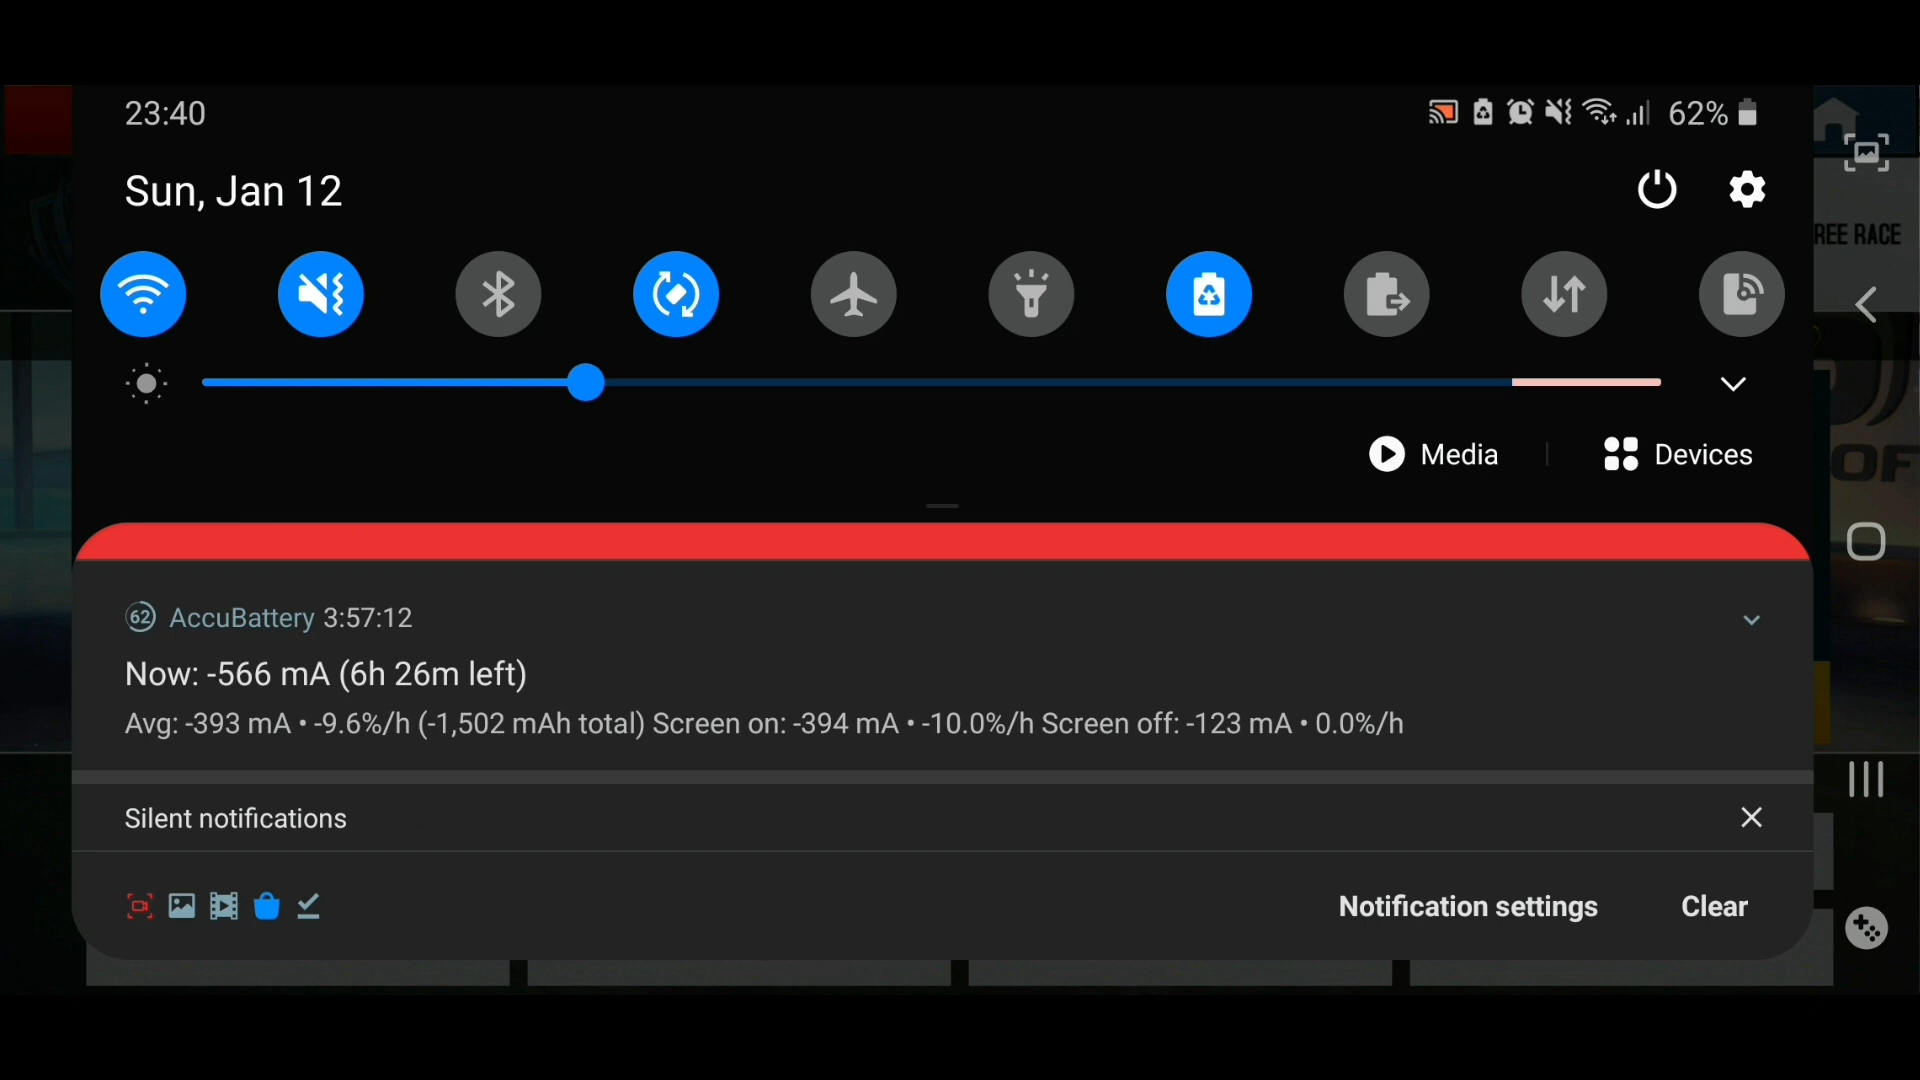 23:40
62%
Sun, Jan 12
REE RACE
Media
Devices
OF
62 AccuBattery 3:57:12
Now: -566 mA (6h 26m left)
Avg: -393 mA • -9.6%/h (-1,502 mAh total) Screen on: -394 mA • -10.0%/h Screen off: -123 mA • 0.0%/h
Silent notifications
Notification settings
Clear